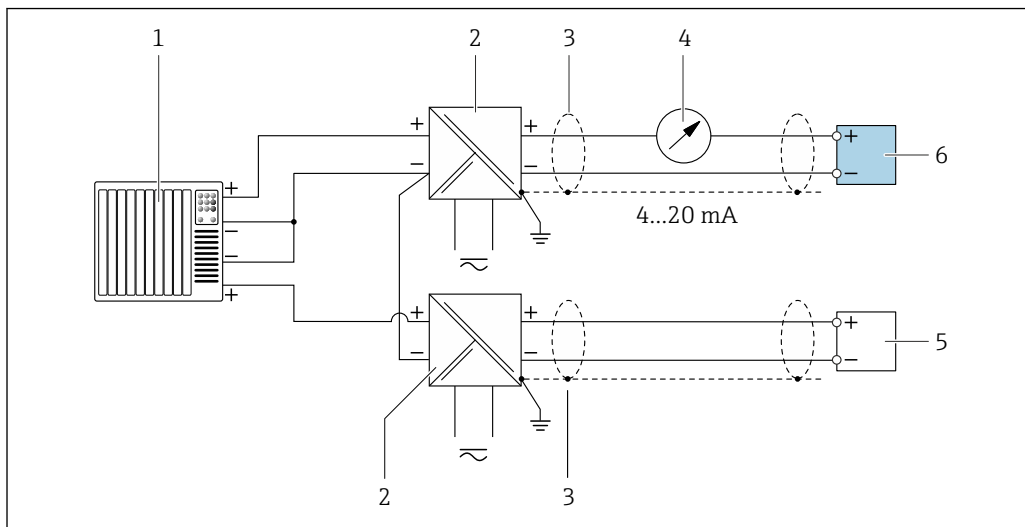 1 2 3 4
+ +
− −
+ 6
−
+
−
−
+
4...20 mA
+ + +
− − − 5
2 3